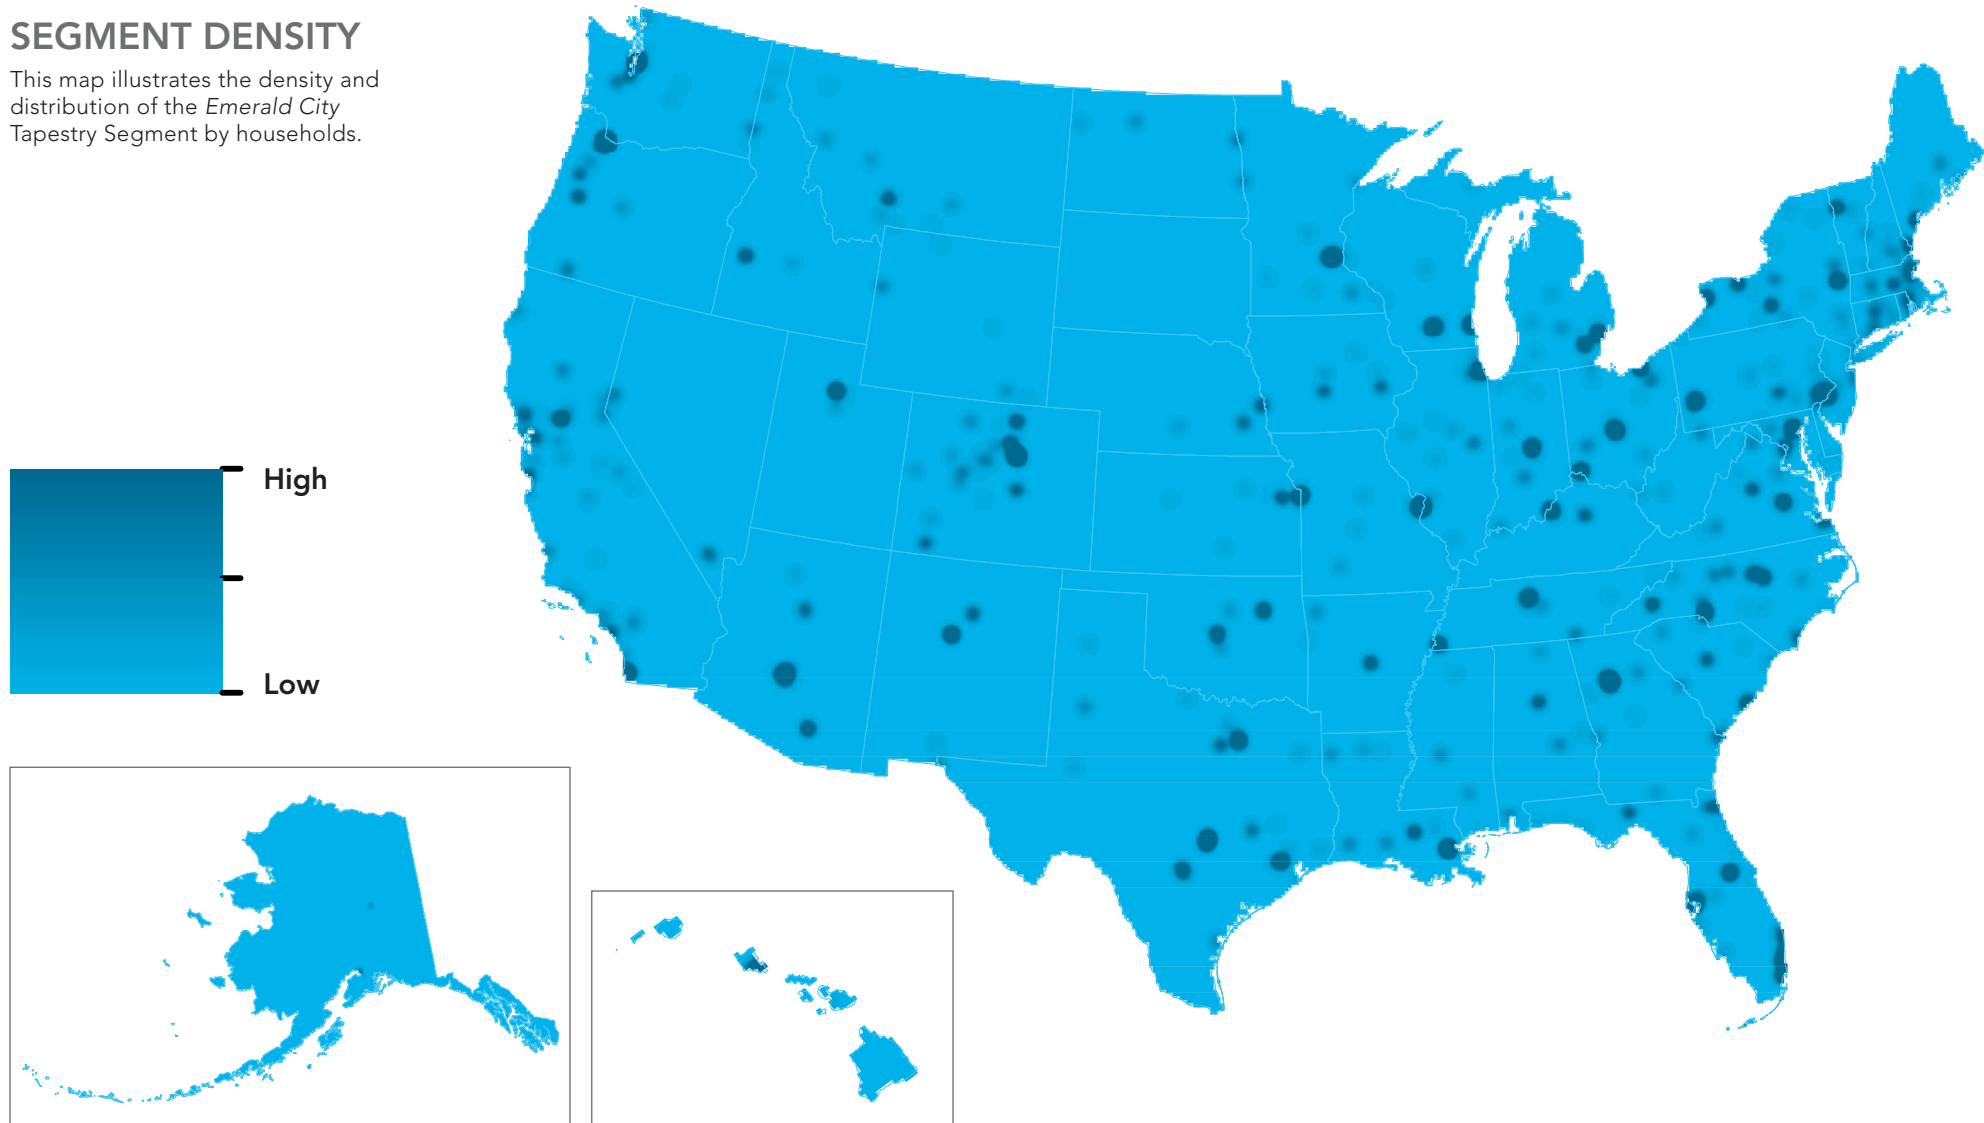 SEGMENT DENSITY
This map illustrates the density and
distribution of the Emerald City
Tapestry Segment by households.
High
Low